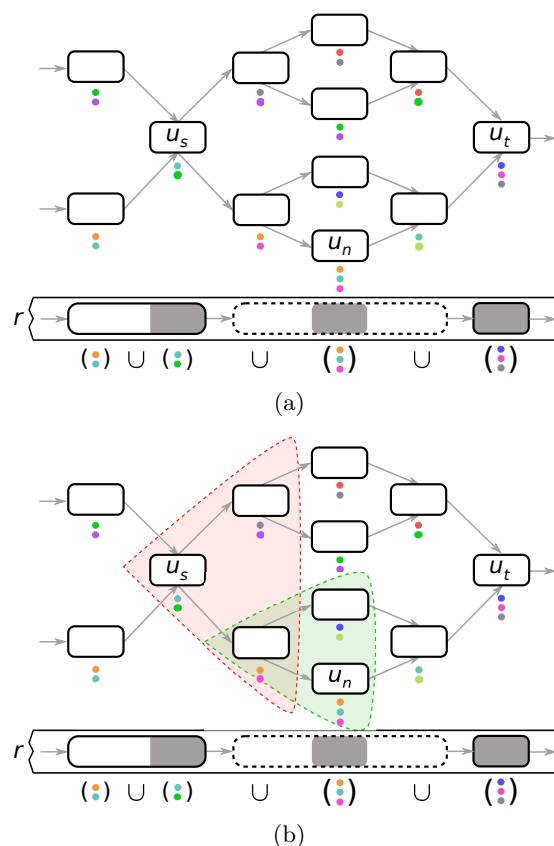 u_s
u_t
u_n
r
( ) ∪ ( ) ∪ ( ) ∪ ( )
(a)
u_s
u_t
u_n
r
( ) ∪ ( ) ∪ ( ) ∪ ( )
(b)